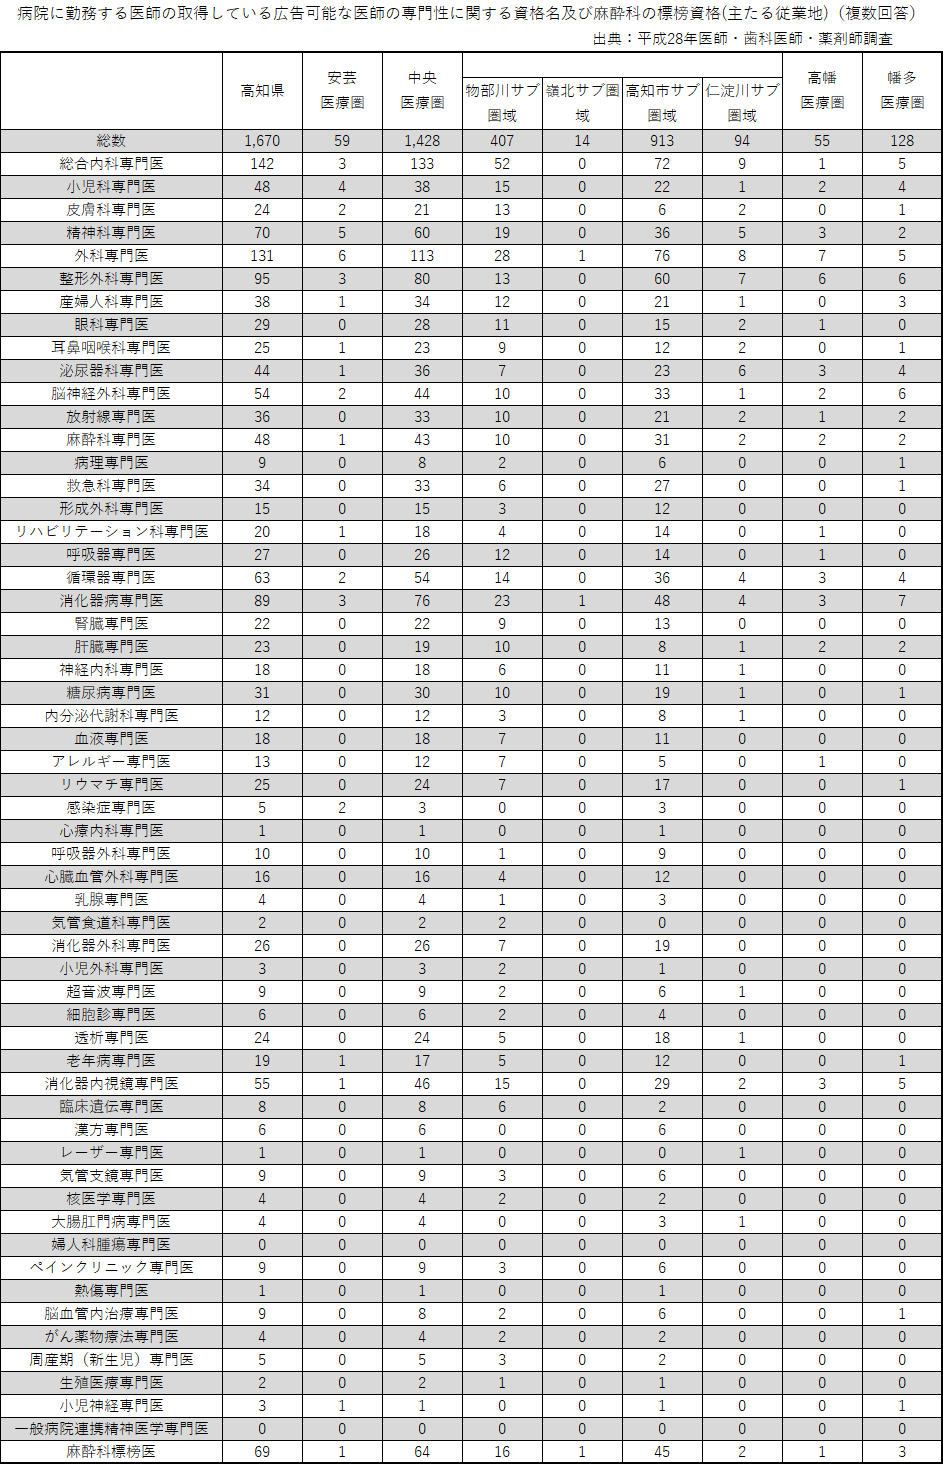 病院に勤務する医師の取得している広告可能な医師の専門性に関する資格名及び麻酔科の標榜資格(主たる従業地)（複数回答）
出典：平成28年医師・歯科医師・薬剤師調査
高知県 安芸医療圏 中央医療圏 物部川サブ圏域 嶺北サブ圏域 高知市サブ圏域 仁淀川サブ圏域 高幡医療圏 幡多医療圏
総数 1,670 59 1,428 407 14 913 94 55 128
総合内科専門医 142 3 133 52 0 72 9 1 5
小児科専門医 48 4 38 15 0 22 1 2 4
皮膚科専門医 24 2 21 13 0 6 2 0 1
精神科専門医 70 5 60 19 0 36 5 3 2
外科専門医 131 6 113 28 1 76 8 7 5
整形外科専門医 95 3 80 13 0 60 7 6 6
産婦人科専門医 38 1 34 12 0 21 1 0 3
眼科専門医 29 0 28 11 0 15 2 1 0
耳鼻咽喉科専門医 25 1 23 9 0 12 2 0 1
泌尿器科専門医 44 1 36 7 0 23 6 3 4
脳神経外科専門医 54 2 44 10 0 33 1 2 6
放射線専門医 36 0 33 10 0 21 2 1 2
麻酔科専門医 48 1 43 10 0 31 2 2 2
病理専門医 9 0 8 2 0 6 0 0 1
救急科専門医 34 0 33 6 0 27 0 0 1
形成外科専門医 15 0 15 3 0 12 0 0 0
リハビリテーション科専門医 20 1 18 4 0 14 0 1 0
呼吸器専門医 27 0 26 12 0 14 0 1 0
循環器専門医 63 2 54 14 0 36 4 3 4
消化器病専門医 89 3 76 23 1 48 4 3 7
腎臓専門医 22 0 22 9 0 13 0 0 0
肝臓専門医 23 0 19 10 0 8 1 2 2
神経内科専門医 18 0 18 6 0 11 1 0 0
糖尿病専門医 31 0 30 10 0 19 1 0 1
内分泌代謝科専門医 12 0 12 3 0 8 1 0 0
血液専門医 18 0 18 7 0 11 0 0 0
アレルギー専門医 13 0 12 7 0 5 0 1 0
リウマチ専門医 25 0 24 7 0 17 0 0 1
感染症専門医 5 2 3 0 0 3 0 0 0
心療内科専門医 1 0 1 0 0 1 0 0 0
呼吸器外科専門医 10 0 10 1 0 9 0 0 0
心臓血管外科専門医 16 0 16 4 0 12 0 0 0
乳腺専門医 4 0 4 1 0 3 0 0 0
気管食道科専門医 2 0 2 2 0 0 0 0 0
消化器外科専門医 26 0 26 7 0 19 0 0 0
小児外科専門医 3 0 3 2 0 1 0 0 0
超音波専門医 9 0 9 2 0 6 1 0 0
細胞診専門医 6 0 6 2 0 4 0 0 0
透析専門医 24 0 24 5 0 18 1 0 0
老年病専門医 19 1 17 5 0 12 0 0 1
消化器内視鏡専門医 55 1 46 15 0 29 2 3 5
臨床遺伝専門医 8 0 8 6 0 2 0 0 0
漢方専門医 6 0 6 0 0 6 0 0 0
レーザー専門医 1 0 1 0 0 0 1 0 0
気管支鏡専門医 9 0 9 3 0 6 0 0 0
核医学専門医 4 0 4 2 0 2 0 0 0
大腸肛門病専門医 4 0 4 0 0 3 1 0 0
婦人科腫瘍専門医 0 0 0 0 0 0 0 0 0
ペインクリニック専門医 9 0 9 3 0 6 0 0 0
熱傷専門医 1 0 1 0 0 1 0 0 0
脳血管内治療専門医 9 0 8 2 0 6 0 0 1
がん薬物療法専門医 4 0 4 2 0 2 0 0 0
周産期（新生児）専門医 5 0 5 3 0 2 0 0 0
生殖医療専門医 2 0 2 1 0 1 0 0 0
小児神経専門医 3 1 1 0 0 1 0 0 1
一般病院連携精神医学専門医 0 0 0 0 0 0 0 0 0
麻酔科標榜医 69 1 64 16 1 45 2 1 3